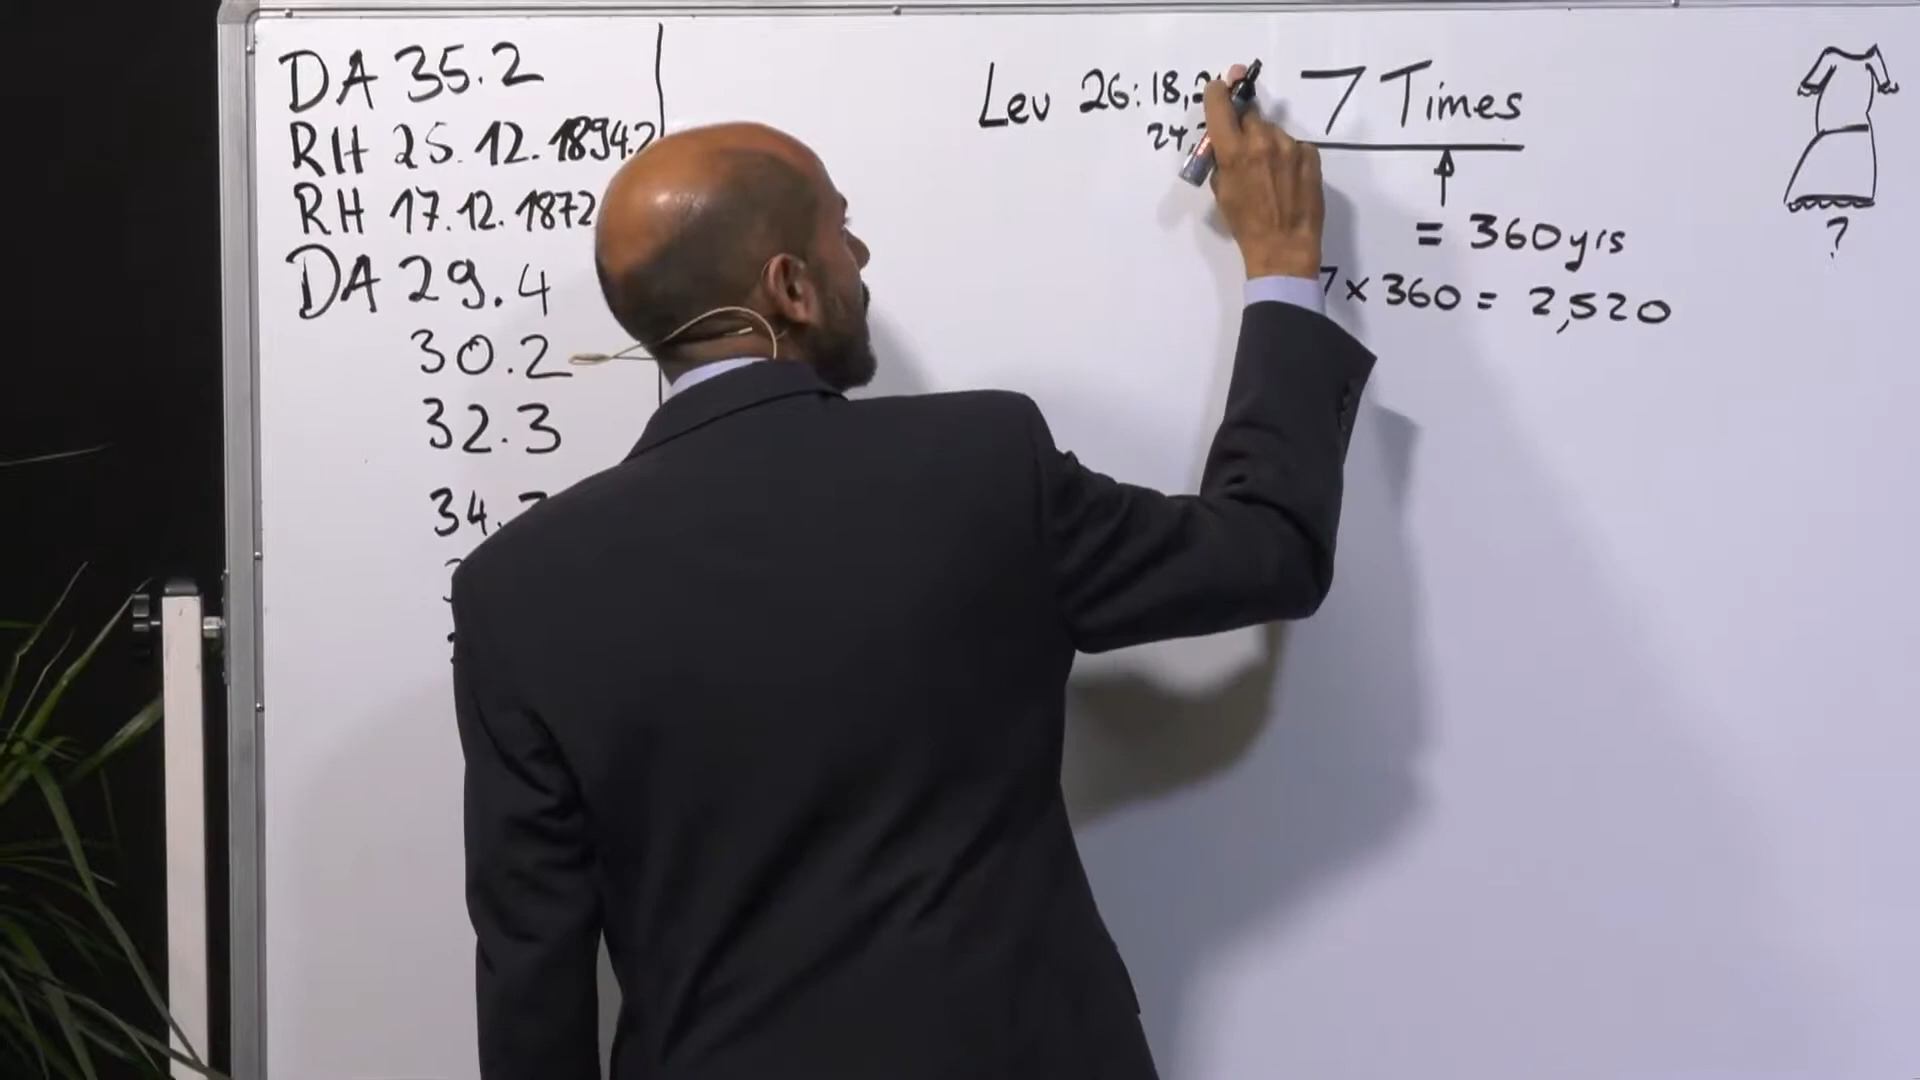 DA 35.2
RH 25.12.1894.2
RH 17.12.1872
DA 29.4
30.2
32.3
34.
Lev 26:18,
24,
7 Times
= 360 yrs
7 x 360 = 2,520
?